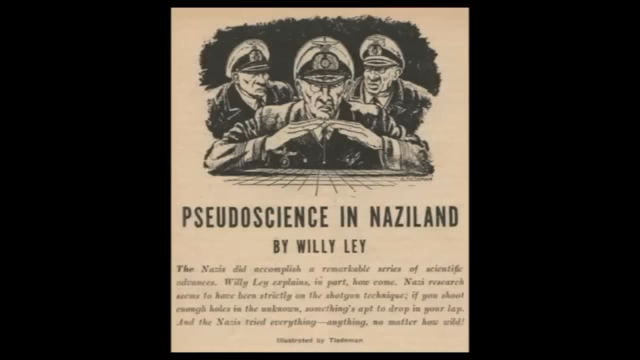 PSEUDOSCIENCE IN NAZILAND
BY WILLY LEY
The Nazis did accomplish a remarkable series of scientific
advances. Willy Ley explains, in part, how come. Nazi research
seems to have been strictly on the shotgun technique; if you shoot
enough holes in the unknown, something's apt to drop in your lap.
And the Nazis tried everything—anything, no matter how wild!
Illustrated by Tiedeman